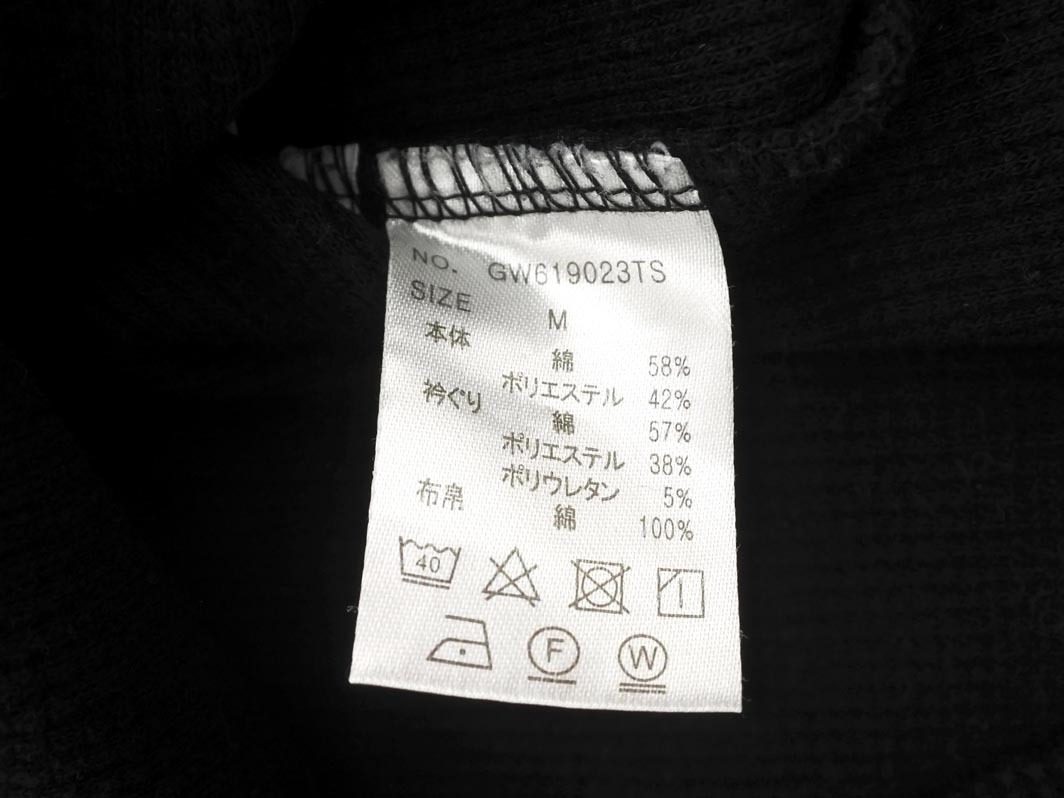 NO. GW619023TS
SIZE M
本体 綿 58%
ポリエステル 42%
衿ぐり 綿 57%
ポリエステル 38%
ポリウレタン 5%
布帛 綿 100%
40
F W